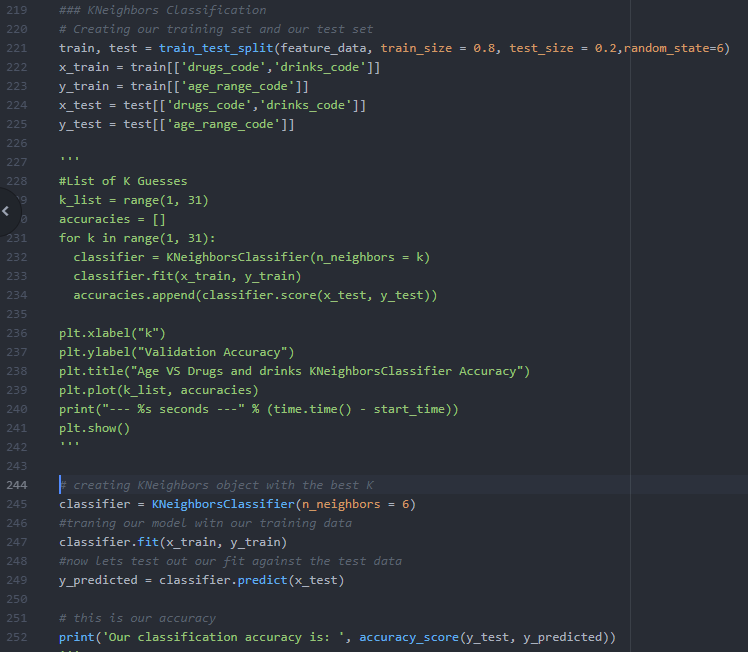 219 ### KNeighbors Classification
220 # Creating our training set and our test set
221 train, test = train_test_split(feature_data, train_size = 0.8, test_size = 0.2,random_state=6)
222 x_train = train[['drugs_code','drinks_code']]
223 y_train = train[['age_range_code']]
224 x_test = test[['drugs_code','drinks_code']]
225 y_test = test[['age_range_code']]
226
227 '''
228 #List of K Guesses
9 k_list = range(1, 31)
0 accuracies = []
231 for k in range(1, 31):
232   classifier = KNeighborsClassifier(n_neighbors = k)
233   classifier.fit(x_train, y_train)
234   accuracies.append(classifier.score(x_test, y_test))
235
236 plt.xlabel("k")
237 plt.ylabel("Validation Accuracy")
238 plt.title("Age VS Drugs and drinks KNeighborsClassifier Accuracy")
239 plt.plot(k_list, accuracies)
240 print("--- %s seconds ---" % (time.time() - start_time))
241 plt.show()
242 '''
243
244 # creating KNeighbors object with the best K
245 classifier = KNeighborsClassifier(n_neighbors = 6)
246 #traning our model witn our training data
247 classifier.fit(x_train, y_train)
248 #now lets test out our fit against the test data
249 y_predicted = classifier.predict(x_test)
250
251 # this is our accuracy
252 print('Our classification accuracy is: ', accuracy_score(y_test, y_predicted))